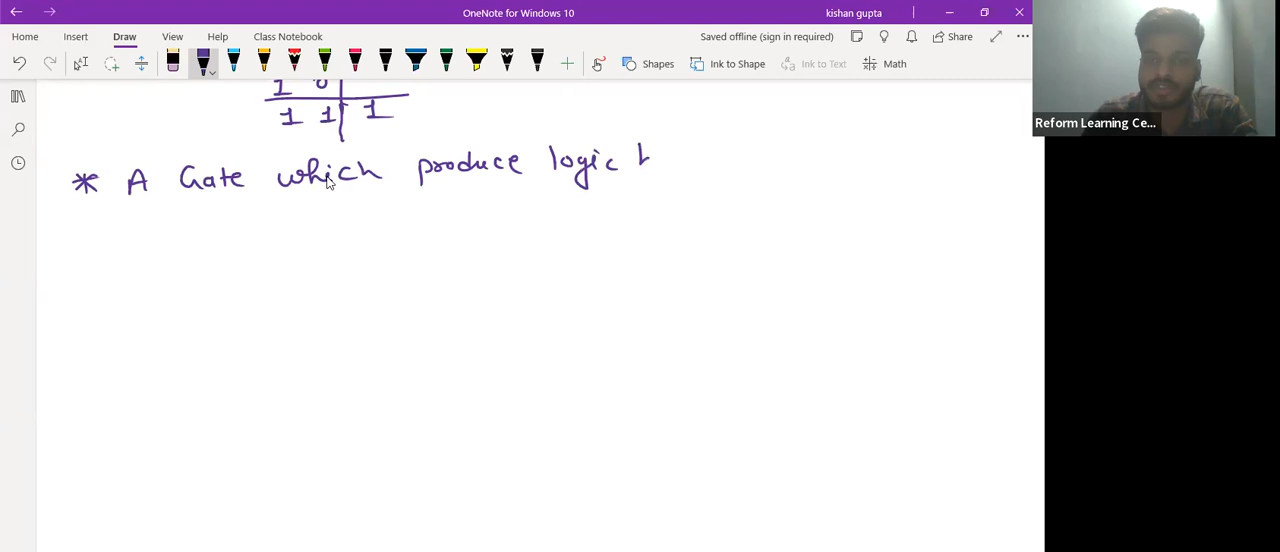 OneNote for Windows 10
kishan gupta
Home Insert Draw View Help Class Notebook
Saved offline (sign in required)
Share
Shapes
Ink to Shape
Ink to Text
Math
Reform Learning Ce...
1 0
1 1 1
* A Gate which produce logic